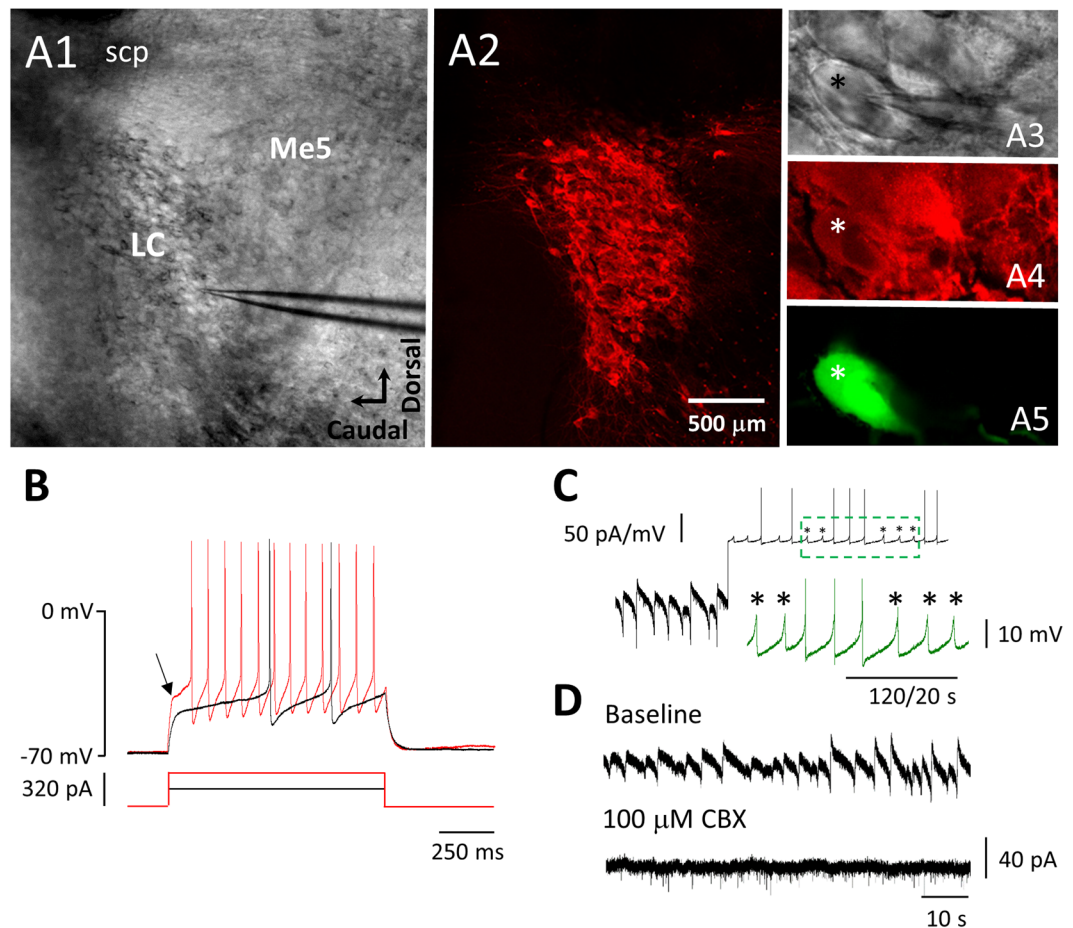 A1
scp
Me5
LC
Dorsal
Caudal
A2
500 µm
*
A3
*
A4
*
A5
B
0 mV
-70 mV
320 pA
250 ms
C
50 pA/mV
* * * * *
* * * * *
10 mV
120/20 s
D
Baseline
100 µM CBX
40 pA
10 s